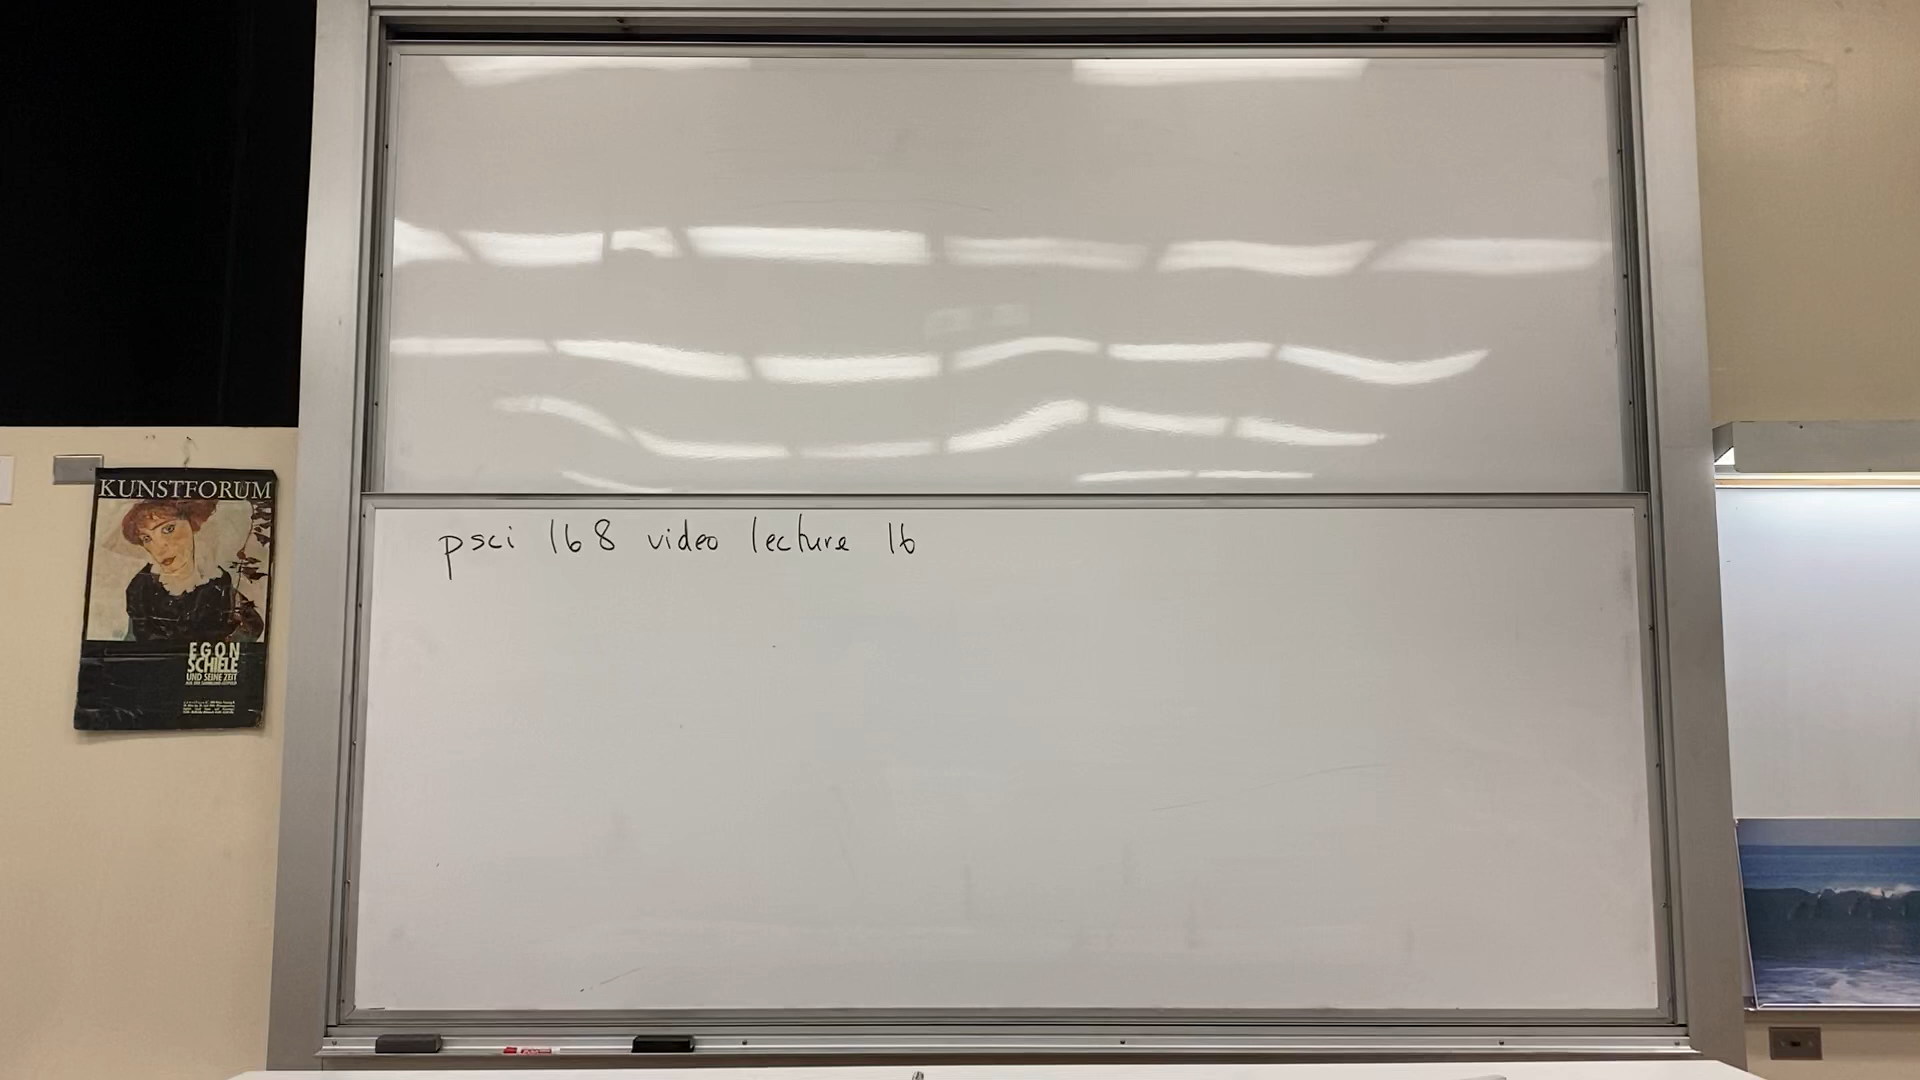 psci 168 video lecture 16
KUNSTFORUM
EGON
SCHIELE
UND SEINE ZEIT